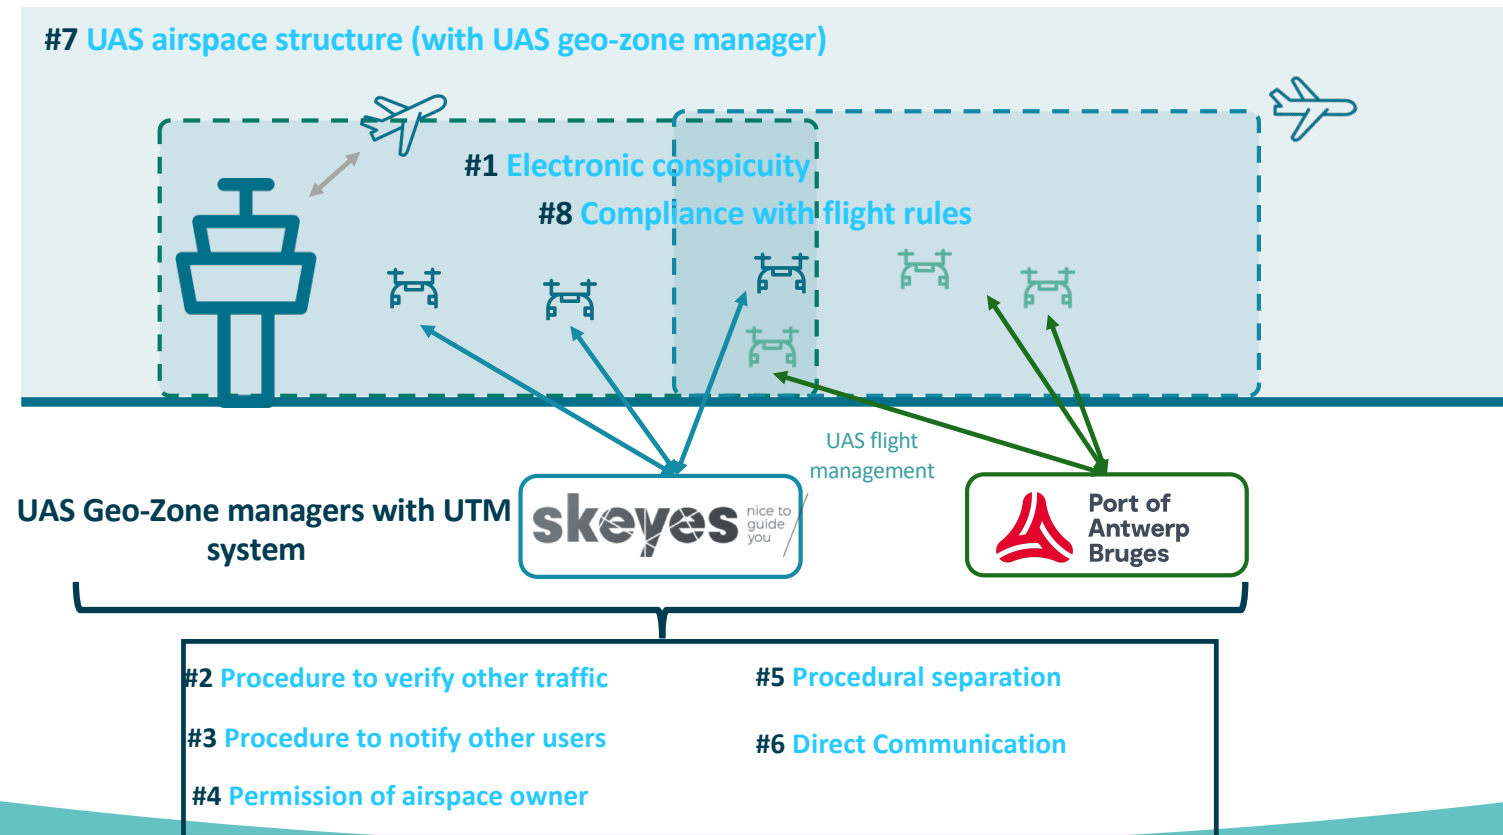 #7 UAS airspace structure (with UAS geo-zone manager)
#1 Electronic conspicuity
#8 Compliance with flight rules
UAS flight
management
UAS Geo-Zone managers with UTM
system
skeyes
nice to
guide
you
Port of
Antwerp
Bruges
#2 Procedure to verify other traffic
#3 Procedure to notify other users
#4 Permission of airspace owner
#5 Procedural separation
#6 Direct Communication